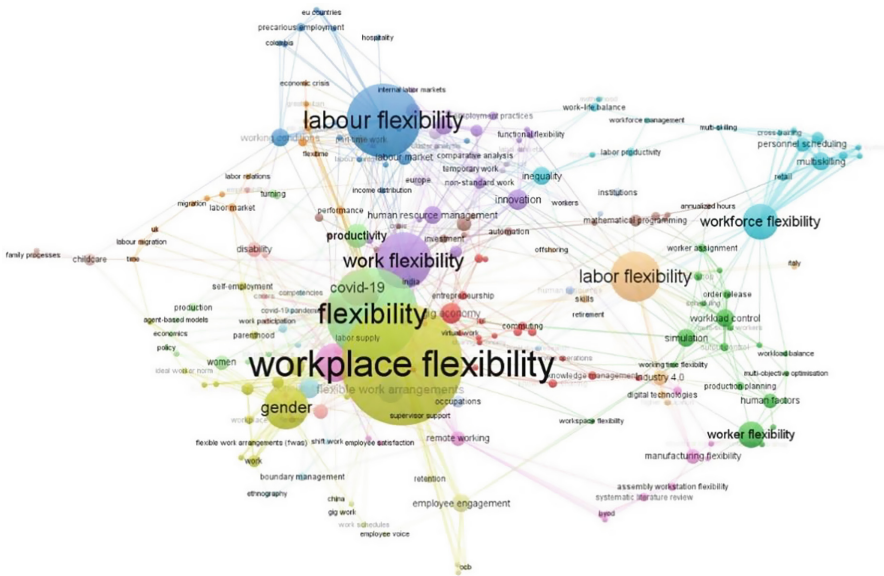 eu countries
precarious employment
colombia
hospitality
economic crisis
internal labor markets
labour flexibility
employment practices
work-life balance
workforce management
functional flexibility
multi-skilling
cross-training
personnel scheduling
working conditions
part-time work
flexitime
labour market
comparative analysis
labor productivity
multiskilling
temporary work
inequality
retail
labor relations
europe
non-standard work
income distribution
institutions
turning
migration
labor market
innovation
workers
annualized hours
performance
human resource management
mathematical programming
workforce flexibility
uk
productivity
investment
automation
labour migration
disability
worker assignment
family processes
childcare
time
work flexibility
offshoring
italy
india
labor flexibility
self-employment
covid-19
competencies
entrepreneurship
skills
order release
production
covid-19 pandemic
flexibility
gig economy
retirement
agent-based models
work participation
virtual work
commuting
workload control
economics
parenthood
labor supply
simulation
policy
women
workplace flexibility
workload balance
working time flexibility
ideal worker norm
knowledge management
industry 4.0
multi-objective optimisation
flexible work arrangements
production planning
digital technologies
gender
occupations
human factors
supervisor support
workspace flexibility
flexible work arrangements (fwas)
shift work
employee satisfaction
remote working
worker flexibility
work
manufacturing flexibility
boundary management
retention
assembly workstation flexibility
ethnography
systematic literature review
china
employee engagement
gig work
byod
work schedules
employee voice
ocb